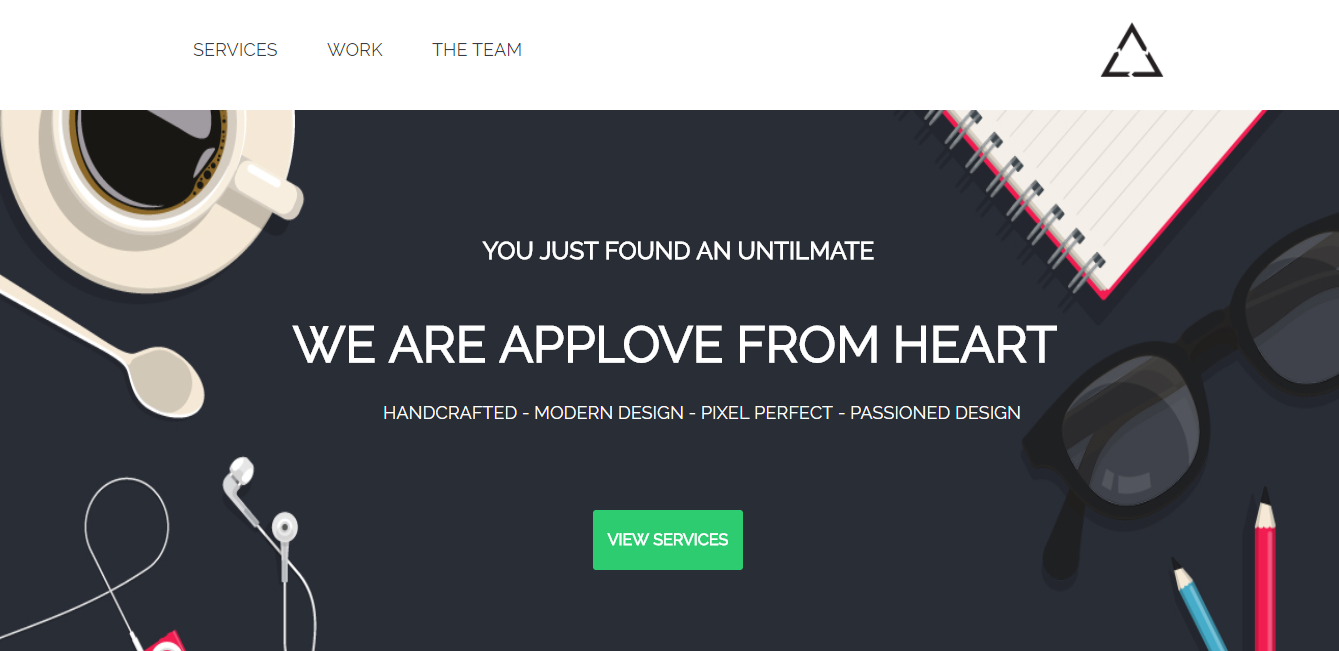 SERVICES WORK THE TEAM
YOU JUST FOUND AN UNTILMATE
WE ARE APPLOVE FROM HEART
HANDCRAFTED - MODERN DESIGN - PIXEL PERFECT - PASSIONED DESIGN
VIEW SERVICES